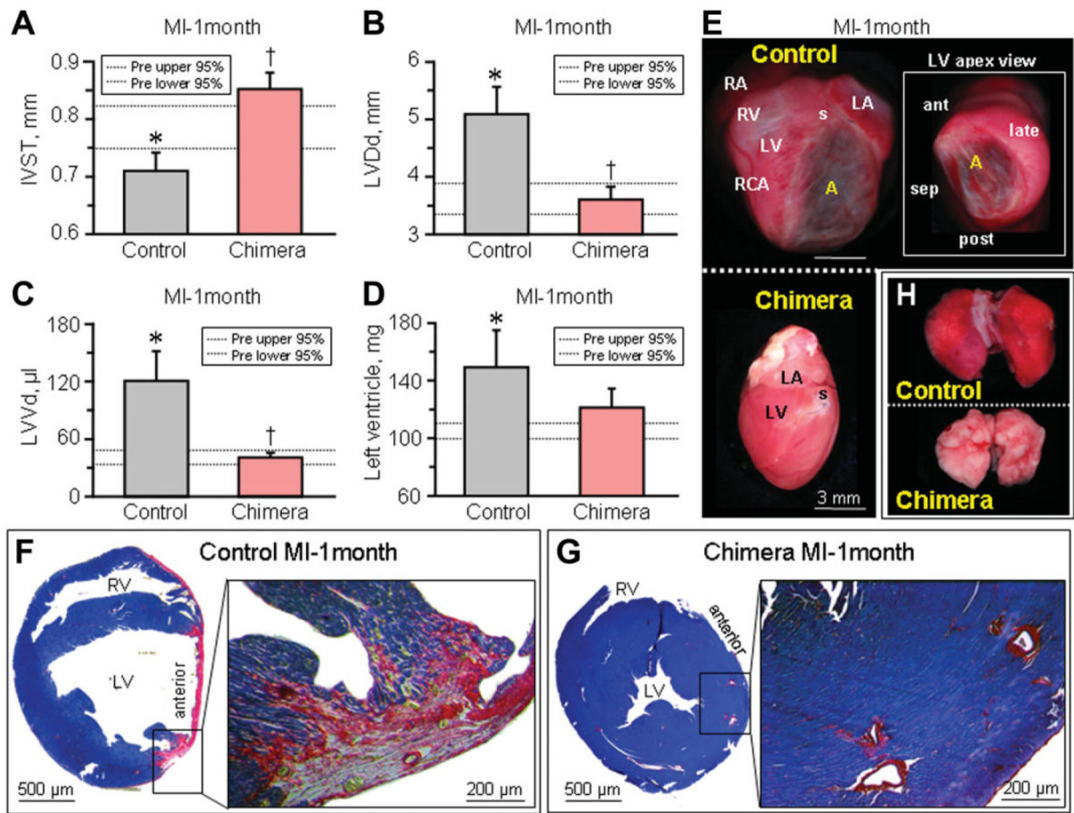 A
MI-1month
IVST, mm
0.9
0.8
0.7
0.6
Pre upper 95%
Pre lower 95%
*
†
Control
Chimera
B
MI-1month
LVDd, mm
6
5
4
3
Pre upper 95%
Pre lower 95%
*
†
Control
Chimera
C
MI-1month
LVVd, µl
180
120
60
0
Pre upper 95%
Pre lower 95%
*
†
Control
Chimera
D
MI-1month
Left ventricle, mg
180
140
100
60
Pre upper 95%
Pre lower 95%
*
Control
Chimera
E
MI-1month
Control
RA
RV
LV
RCA
s
LA
A
LV apex view
ant
late
A
sep
post
Chimera
LA
LV
s
3 mm
H
Control
Chimera
F
Control MI-1month
RV
LV
anterior
500 µm
200 µm
G
Chimera MI-1month
RV
anterior
LV
500 µm
200 µm